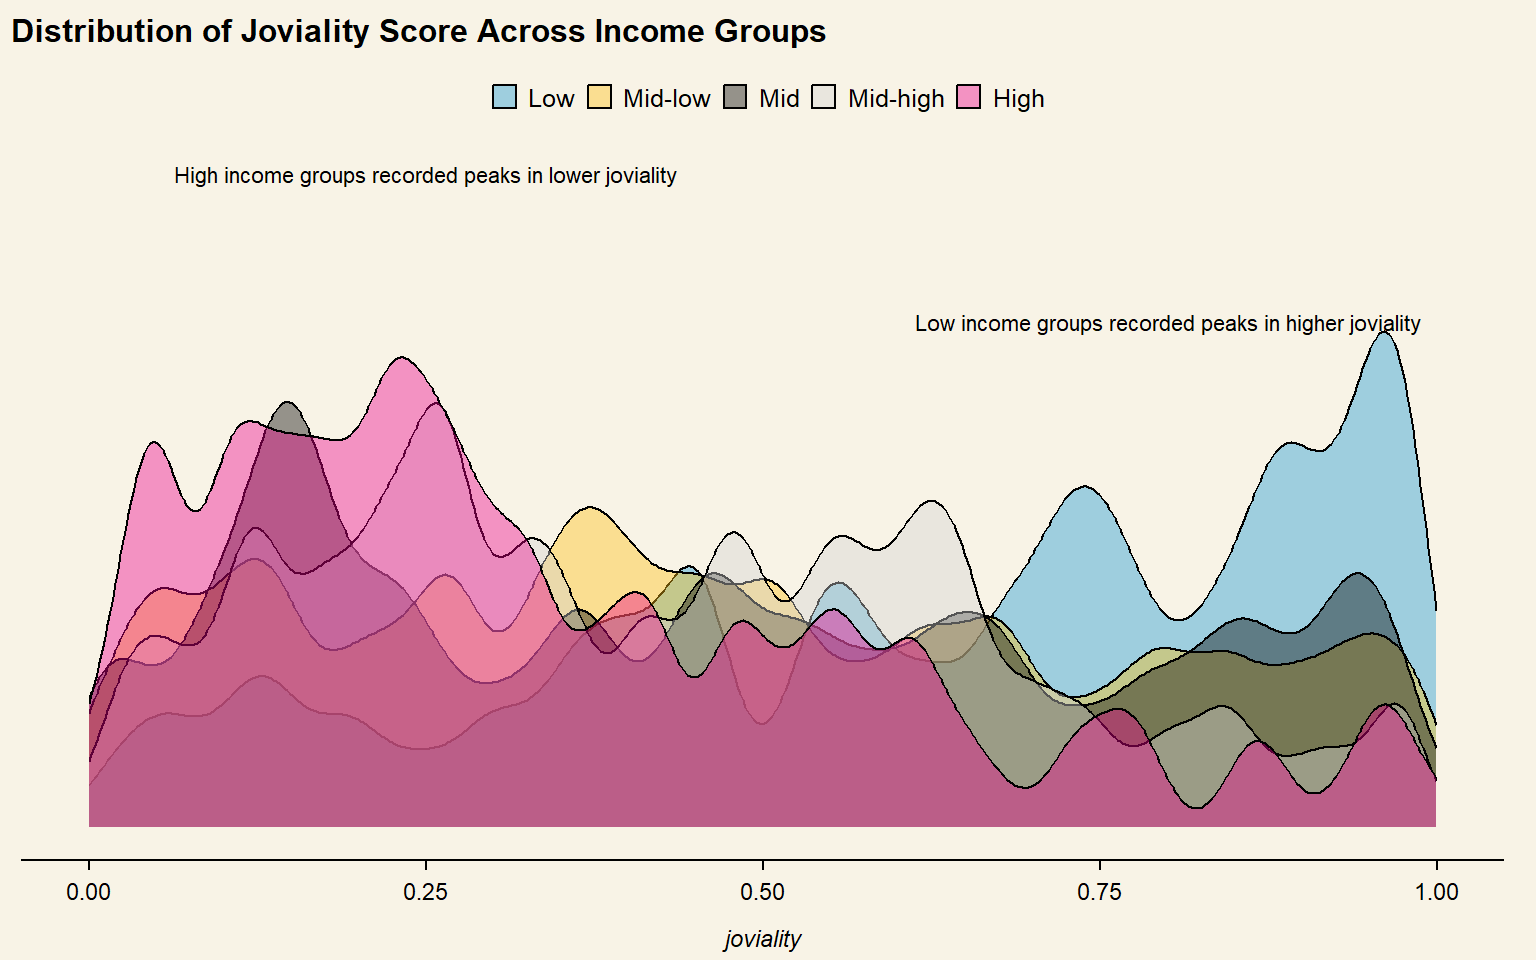 Distribution of Joviality Score Across Income Groups
Low Mid-low Mid Mid-high High
High income groups recorded peaks in lower joviality
Low income groups recorded peaks in higher joviality
0.00 0.25 0.50 0.75 1.00
joviality